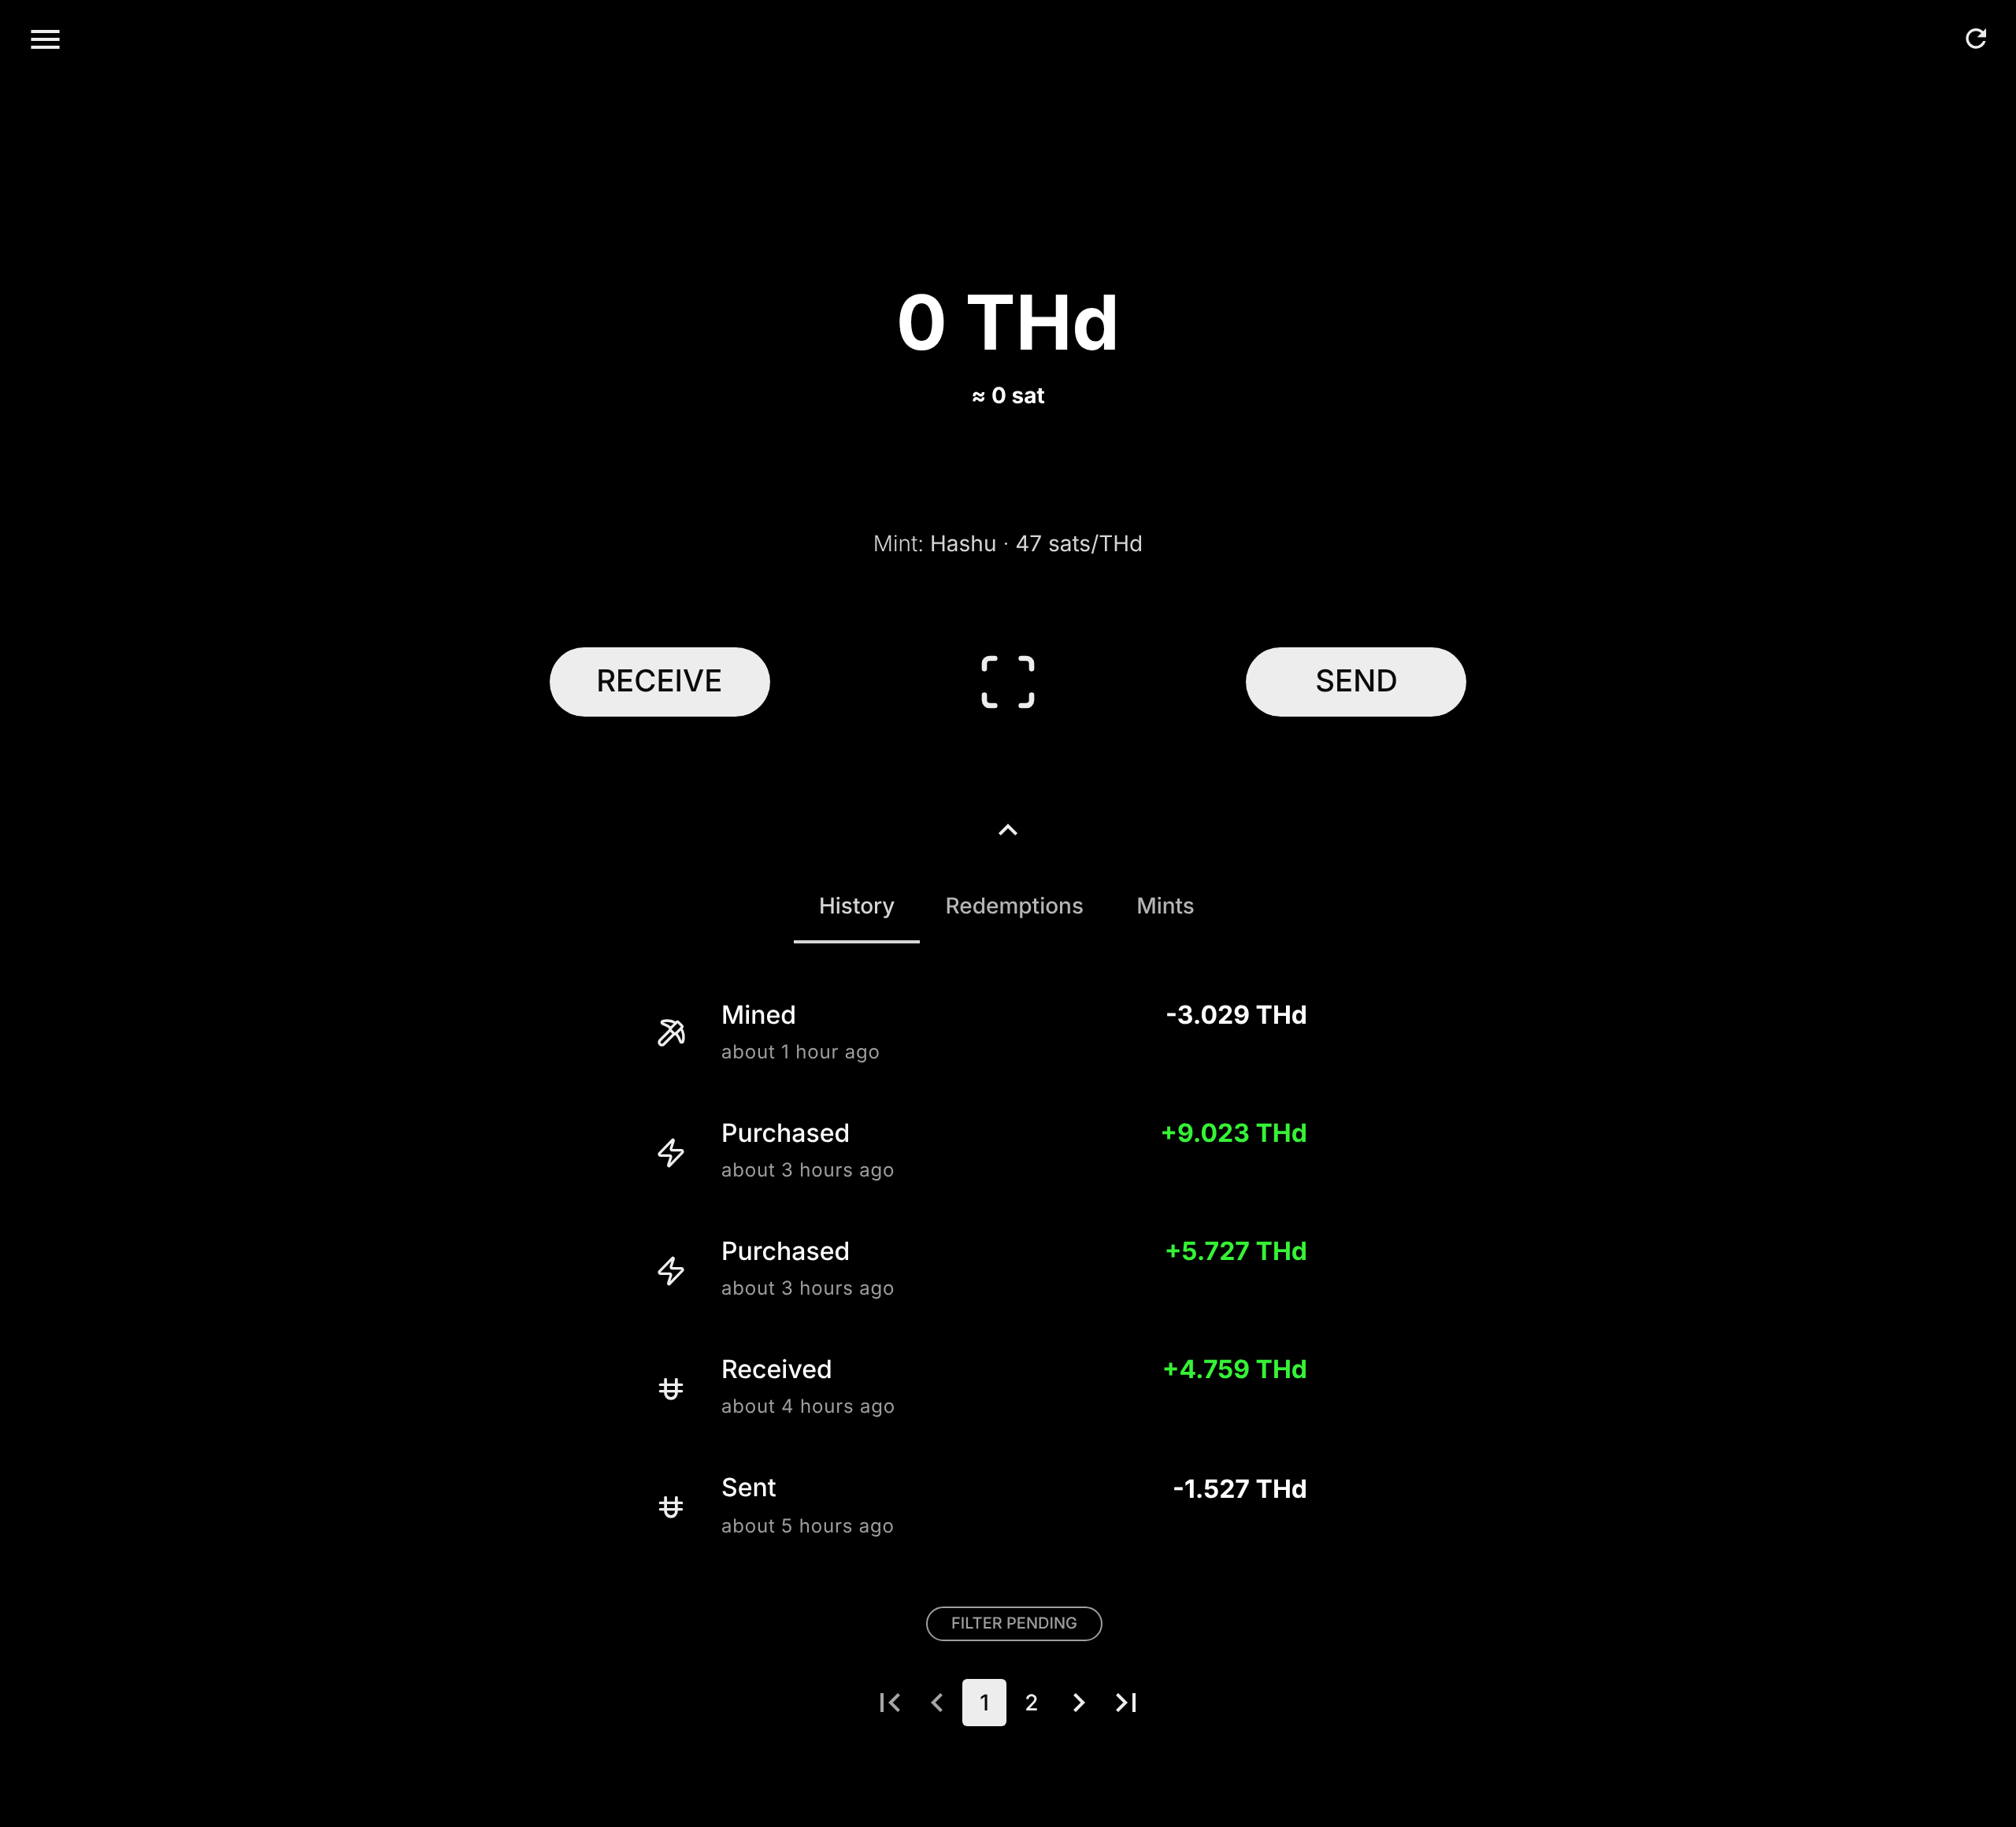 0 THd
≈ 0 sat
Mint: Hashu · 47 sats/THd
RECEIVE
SEND
History Redemptions Mints
Mined -3.029 THd
about 1 hour ago
Purchased +9.023 THd
about 3 hours ago
Purchased +5.727 THd
about 3 hours ago
Received +4.759 THd
about 4 hours ago
Sent -1.527 THd
about 5 hours ago
FILTER PENDING
1 2